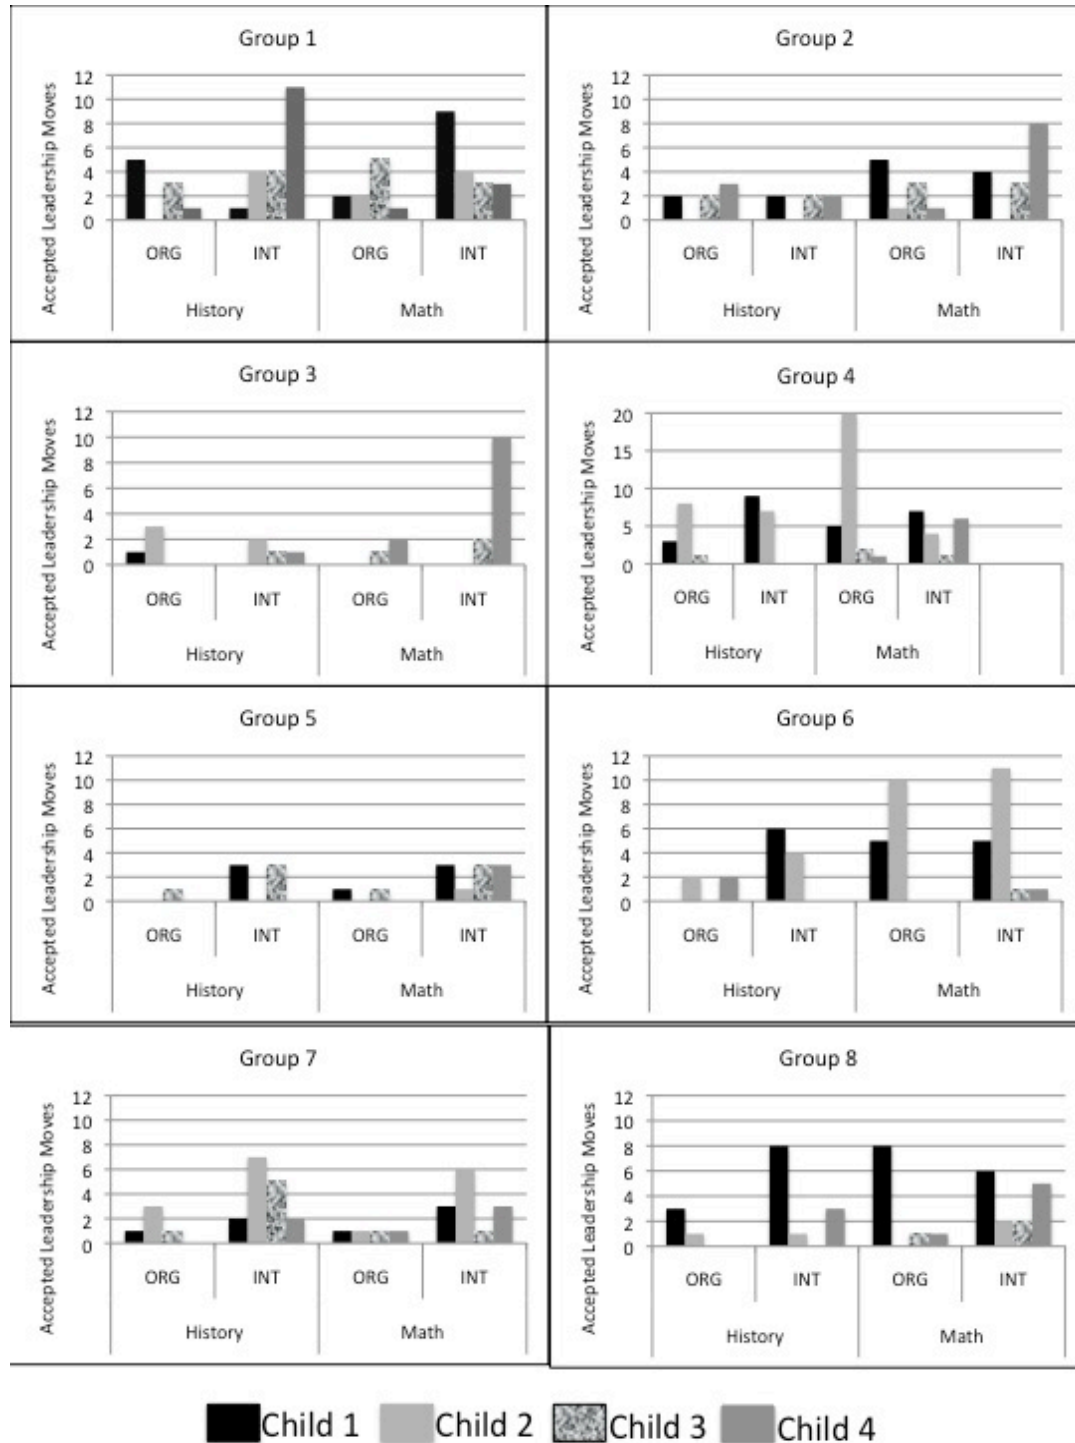 Group 1
Accepted Leadership Moves
12
10
8
6
4
2
0
ORG INT ORG INT
History Math
Group 2
Accepted Leadership Moves
12
10
8
6
4
2
0
ORG INT ORG INT
History Math
Group 3
Accepted Leadership Moves
12
10
8
6
4
2
0
ORG INT ORG INT
History Math
Group 4
Accepted Leadership Moves
20
15
10
5
0
ORG INT ORG INT
History Math
Group 5
Accepted Leadership Moves
12
10
8
6
4
2
0
ORG INT ORG INT
History Math
Group 6
Accepted Leadership Moves
12
10
8
6
4
2
0
ORG INT ORG INT
History Math
Group 7
Accepted Leadership Moves
12
10
8
6
4
2
0
ORG INT ORG INT
History Math
Group 8
Accepted Leadership Moves
12
10
8
6
4
2
0
ORG INT ORG INT
History Math
Child 1 Child 2 Child 3 Child 4